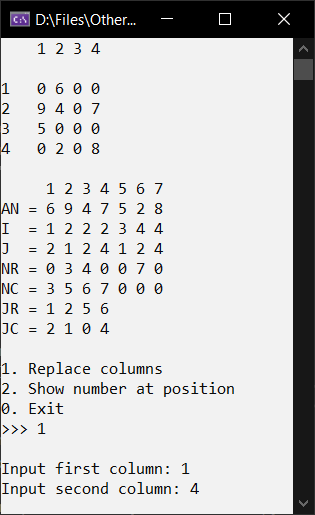 D:\Files\Other...
    1 2 3 4

1   0 6 0 0
2   9 4 0 7
3   5 0 0 0
4   0 2 0 8

     1 2 3 4 5 6 7
AN = 6 9 4 7 5 2 8
I  = 1 2 2 2 3 4 4
J  = 2 1 2 4 1 2 4
NR = 0 3 4 0 0 7 0
NC = 3 5 6 7 0 0 0
JR = 1 2 5 6
JC = 2 1 0 4

1. Replace columns
2. Show number at position
0. Exit
>>> 1

Input first column: 1
Input second column: 4